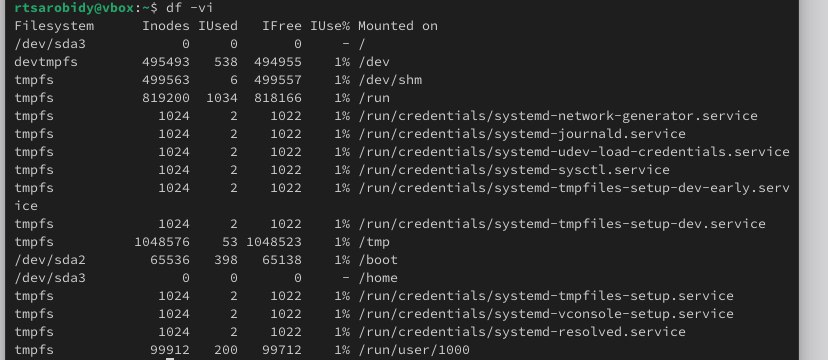 rtsarobidy@vbox:~$ df -vi
Filesystem      Inodes IUsed   IFree IUse% Mounted on
/dev/sda3            0     0       0     - /
devtmpfs        495493   538  494955    1% /dev
tmpfs           499563     6  499557    1% /dev/shm
tmpfs           819200  1034  818166    1% /run
tmpfs             1024     2    1022    1% /run/credentials/systemd-network-generator.service
tmpfs             1024     2    1022    1% /run/credentials/systemd-journald.service
tmpfs             1024     2    1022    1% /run/credentials/systemd-udev-load-credentials.service
tmpfs             1024     2    1022    1% /run/credentials/systemd-sysctl.service
tmpfs             1024     2    1022    1% /run/credentials/systemd-tmpfiles-setup-dev-early.serv
ice
tmpfs             1024     2    1022    1% /run/credentials/systemd-tmpfiles-setup-dev.service
tmpfs          1048576    53 1048523    1% /tmp
/dev/sda2        65536   398   65138    1% /boot
/dev/sda3            0     0       0     - /home
tmpfs             1024     2    1022    1% /run/credentials/systemd-tmpfiles-setup.service
tmpfs             1024     2    1022    1% /run/credentials/systemd-vconsole-setup.service
tmpfs             1024     2    1022    1% /run/credentials/systemd-resolved.service
tmpfs            99912   200   99712    1% /run/user/1000